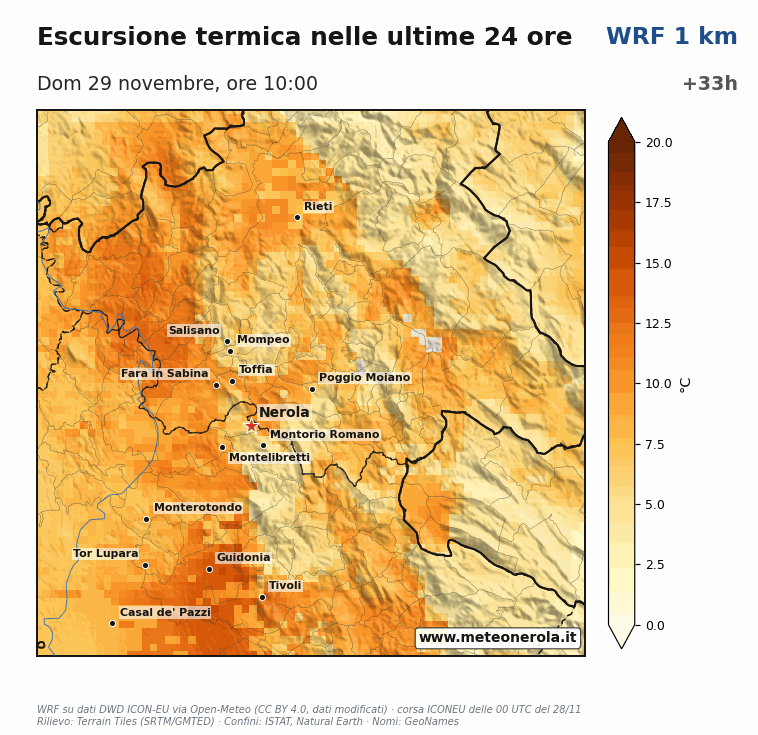 Escursione termica nelle ultime 24 ore
WRF 1 km
Dom 29 novembre, ore 10:00
+33h
Rieti
Salisano
Mompeo
Fara in Sabina
Toffia
Poggio Moiano
Nerola
Montorio Romano
Montelibretti
Monterotondo
Tor Lupara
Guidonia
Tivoli
Casal de' Pazzi
www.meteonerola.it
20.0
17.5
15.0
12.5
10.0
7.5
5.0
2.5
0.0
°C
WRF su dati DWD ICON-EU via Open-Meteo (CC BY 4.0, dati modificati) · corsa ICONEU delle 00 UTC del 28/11
Rilievo: Terrain Tiles (SRTM/GMTED) · Confini: ISTAT, Natural Earth · Nomi: GeoNames